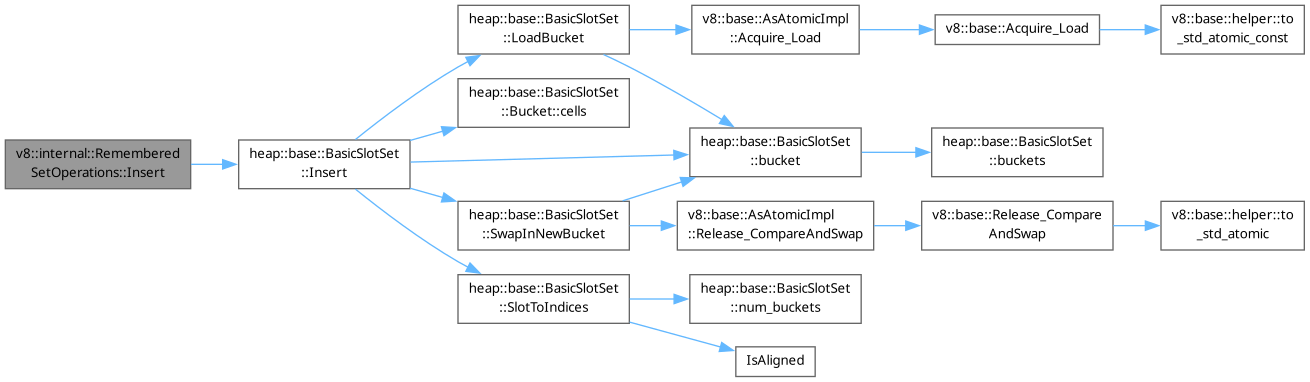 v8::internal::Remembered
SetOperations::Insert
heap::base::BasicSlotSet
::Insert
heap::base::BasicSlotSet
::LoadBucket
heap::base::BasicSlotSet
::Bucket::cells
heap::base::BasicSlotSet
::SwapInNewBucket
heap::base::BasicSlotSet
::SlotToIndices
v8::base::AsAtomicImpl
::Acquire_Load
heap::base::BasicSlotSet
::bucket
v8::base::AsAtomicImpl
::Release_CompareAndSwap
heap::base::BasicSlotSet
::num_buckets
IsAligned
v8::base::Acquire_Load
heap::base::BasicSlotSet
::buckets
v8::base::Release_Compare
AndSwap
v8::base::helper::to
_std_atomic_const
v8::base::helper::to
_std_atomic